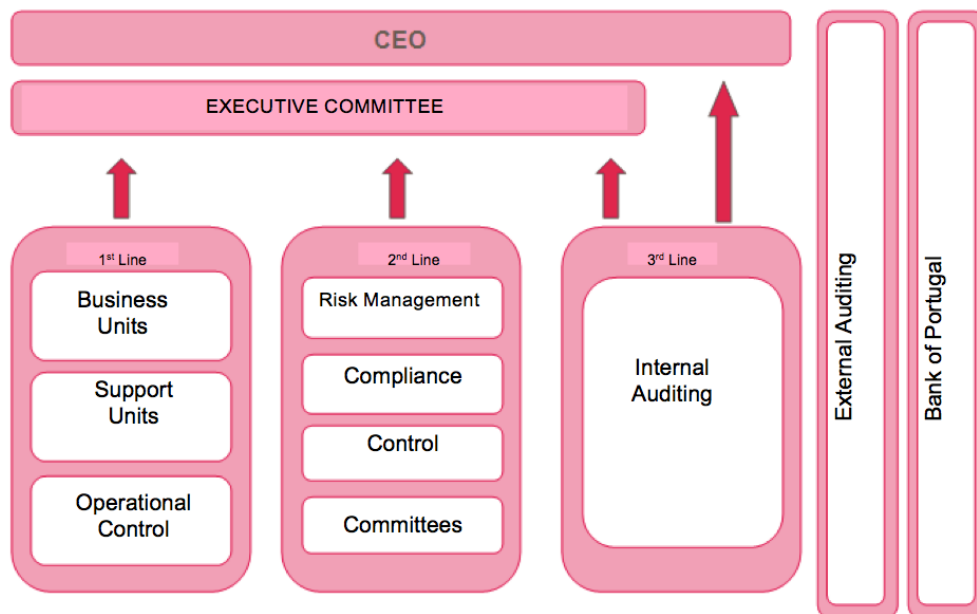 CEO
EXECUTIVE COMMITTEE
1st Line
Business
Units
Support
Units
Operational
Control
2nd Line
Risk Management
Compliance
Control
Committees
3rd Line
Internal
Auditing
External Auditing
Bank of Portugal